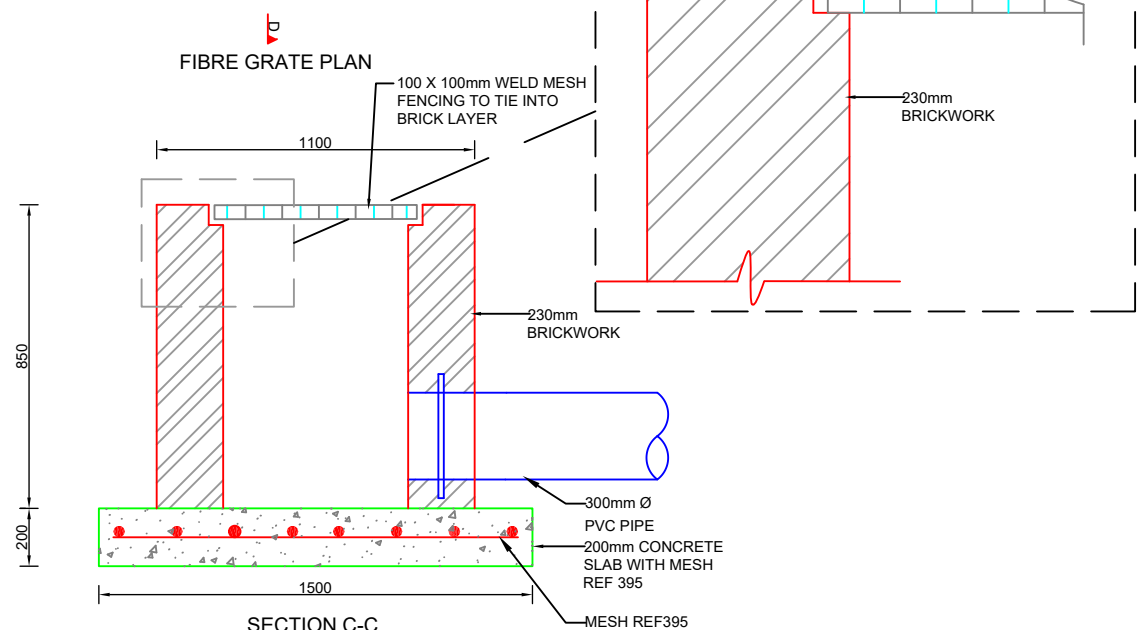 D
FIBRE GRATE PLAN
100 X 100mm WELD MESH
FENCING TO TIE INTO
BRICK LAYER
230mm
BRICKWORK
1100
850
230mm
BRICKWORK
300mm Ø
PVC PIPE
200mm CONCRETE
SLAB WITH MESH
REF 395
200
1500
MESH REF395
SECTION C-C